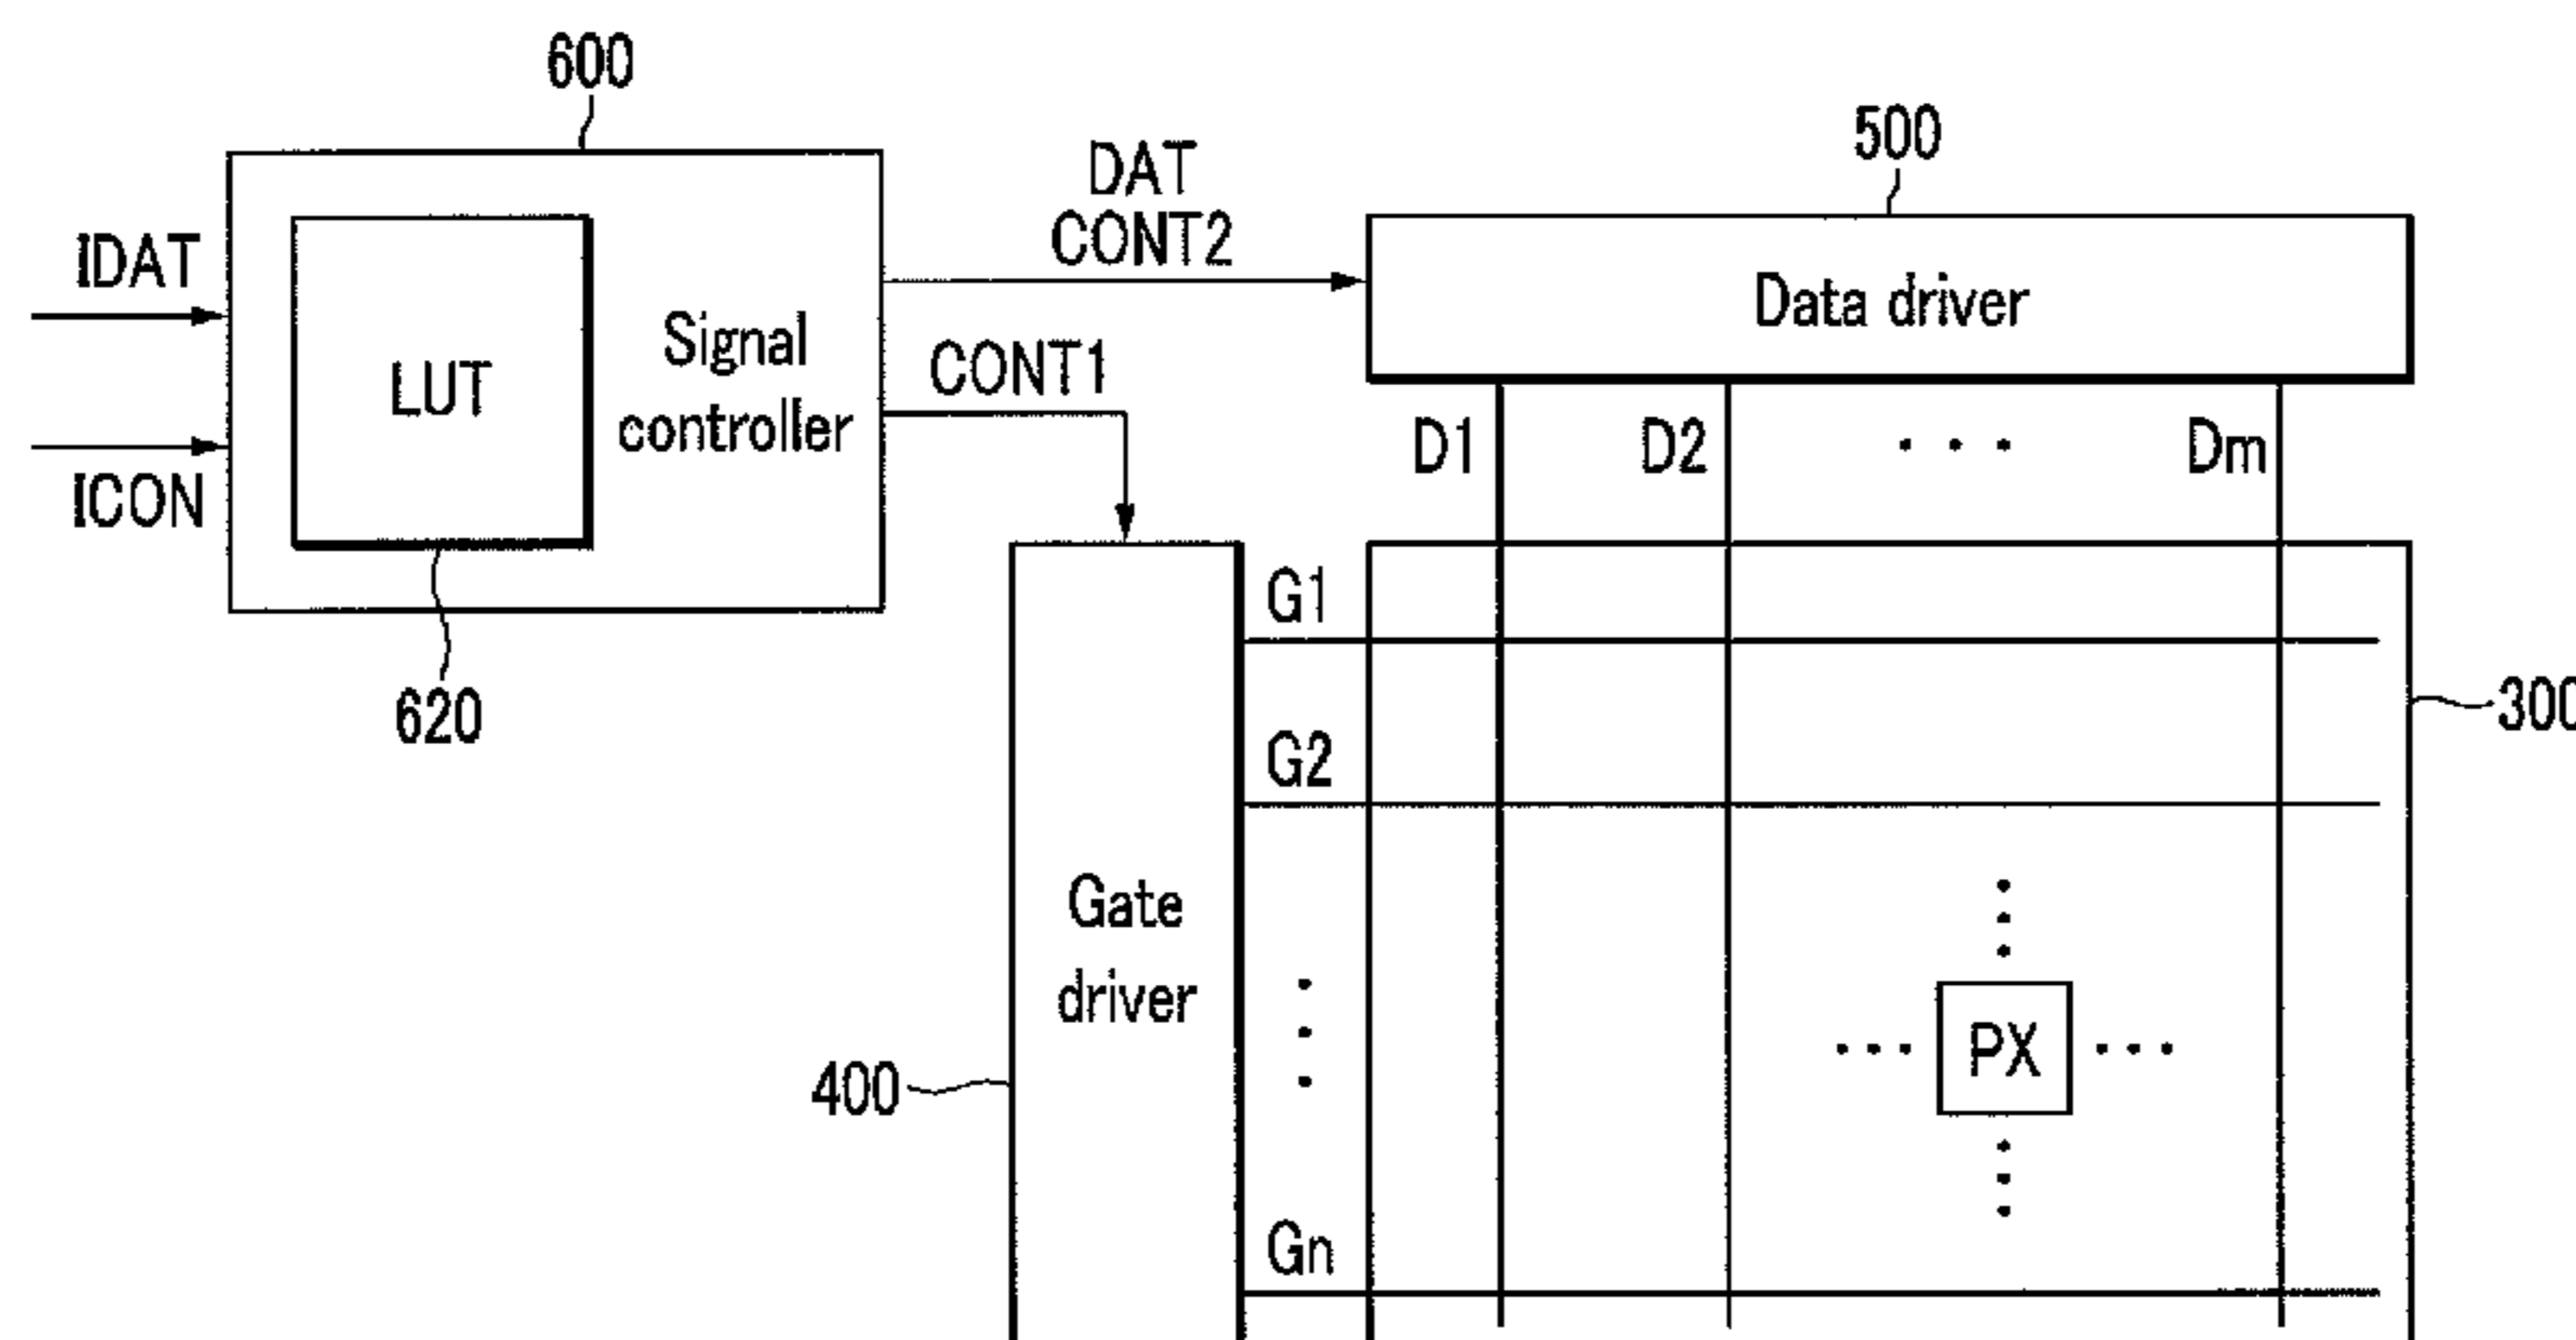 600
500
DAT
CONT2
IDAT
Signal
controller
LUT
CONT1
Data driver
ICON
D1
D2
Dm
G1
620
300
G2
Gate
driver
PX
400
Gn